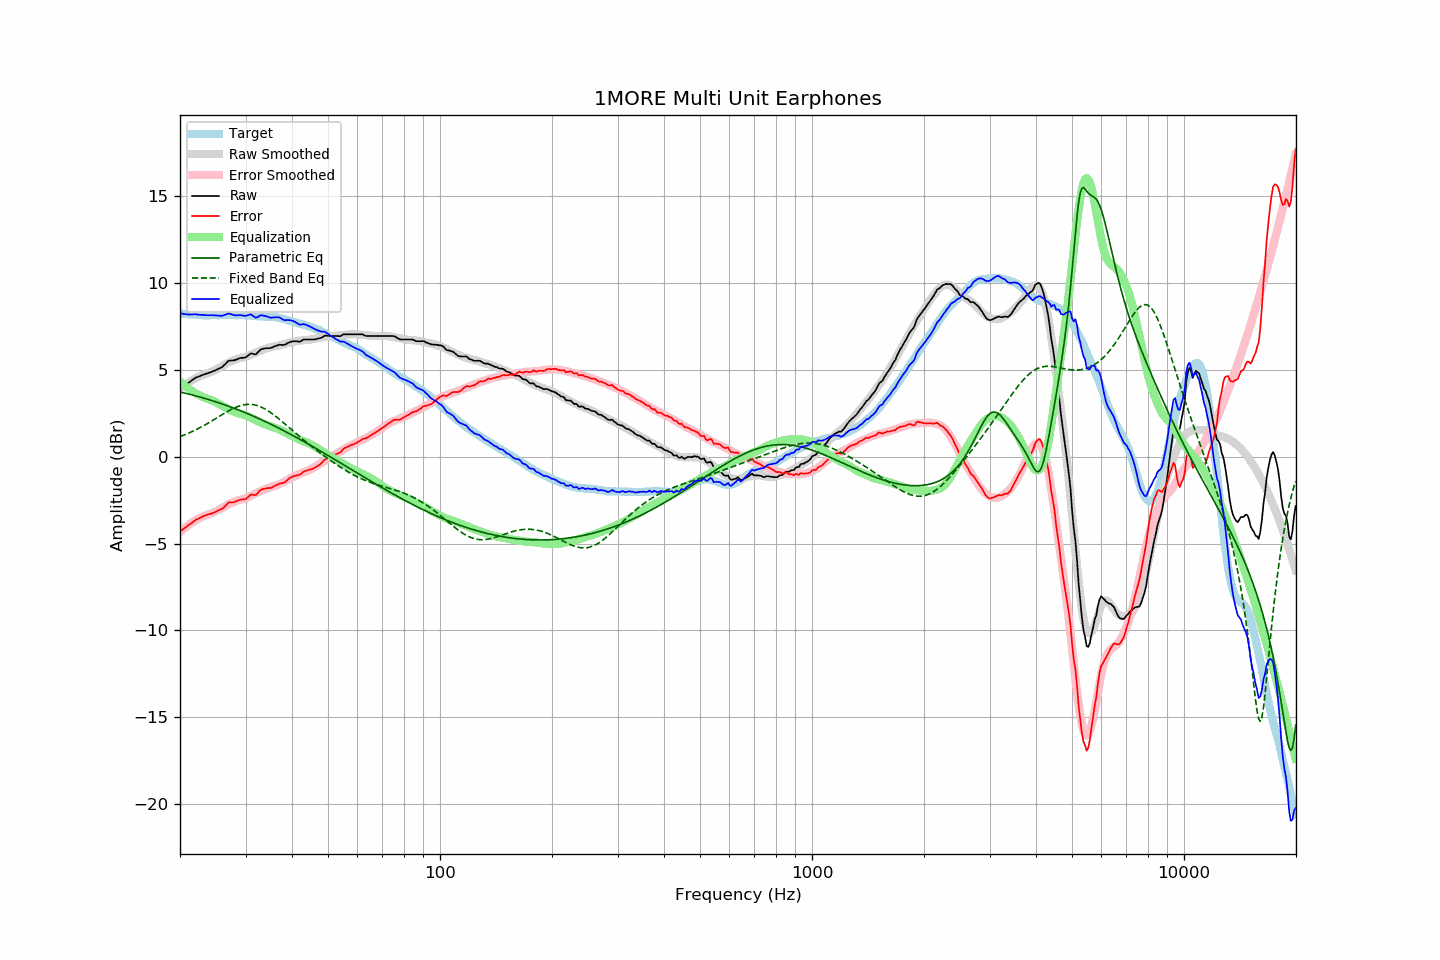 1MORE Multi Unit Earphones
Target
Raw Smoothed
Error Smoothed
Raw
Error
Equalization
Parametric Eq
Fixed Band Eq
Equalized
15
10
5
0
−5
−10
−15
−20
Amplitude (dBr)
100
1000
10000
Frequency (Hz)